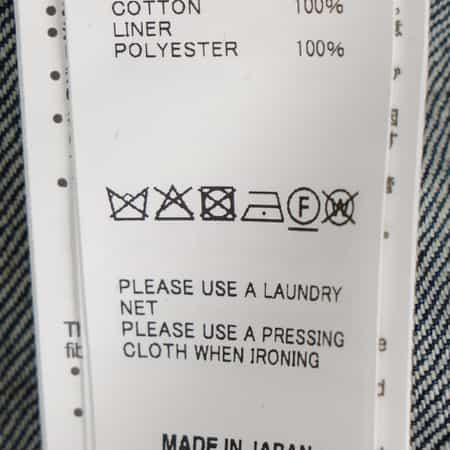 COTTON 100%
LINER
POLYESTER 100%
F W
PLEASE USE A LAUNDRY
NET
PLEASE USE A PRESSING
CLOTH WHEN IRONING
MADE IN JAPAN